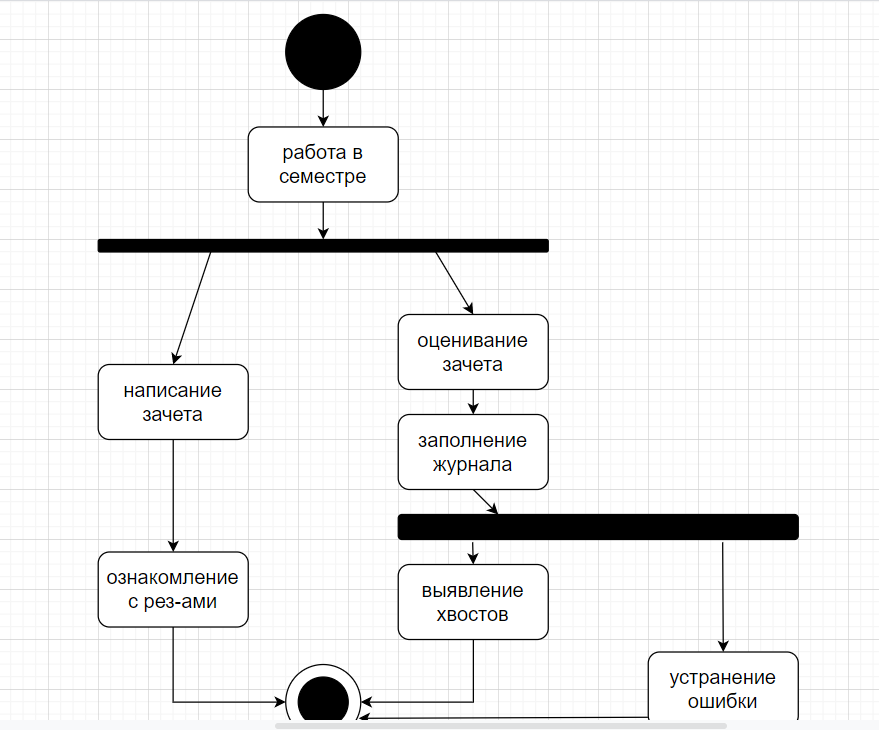 работа в
семестре
оценивание
зачета
написание
зачета
заполнение
журнала
ознакомление
с рез-ами
выявление
хвостов
устранение
ошибки